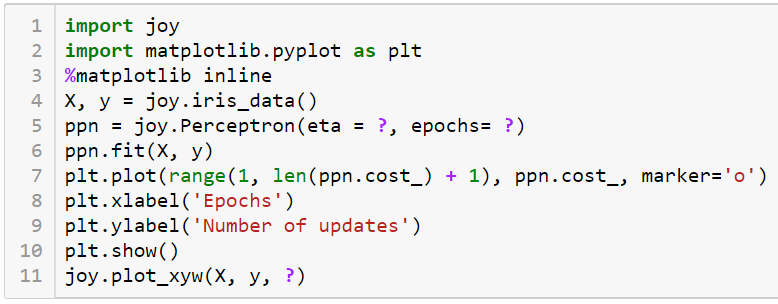 1 import joy
2 import matplotlib.pyplot as plt
3 %matplotlib inline
4 X, y = joy.iris_data()
5 ppn = joy.Perceptron(eta = ?, epochs= ?)
6 ppn.fit(X, y)
7 plt.plot(range(1, len(ppn.cost_) + 1), ppn.cost_, marker='o')
8 plt.xlabel('Epochs')
9 plt.ylabel('Number of updates')
10 plt.show()
11 joy.plot_xyw(X, y, ?)